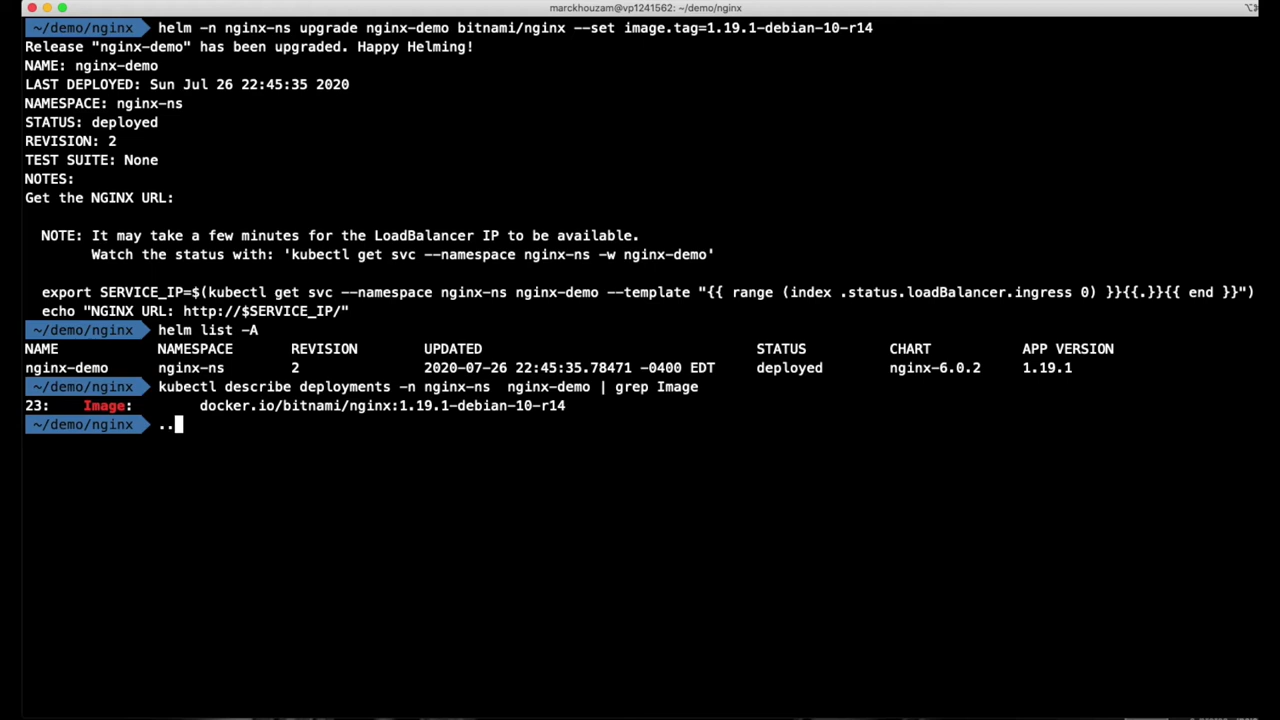 marckhouzam@vp1241562: ~/demo/nginx
~/demo/nginx helm -n nginx-ns upgrade nginx-demo bitnami/nginx --set image.tag=1.19.1-debian-10-r14
Release "nginx-demo" has been upgraded. Happy Helming!
NAME: nginx-demo
LAST DEPLOYED: Sun Jul 26 22:45:35 2020
NAMESPACE: nginx-ns
STATUS: deployed
REVISION: 2
TEST SUITE: None
NOTES:
Get the NGINX URL:
NOTE: It may take a few minutes for the LoadBalancer IP to be available.
Watch the status with: 'kubectl get svc --namespace nginx-ns -w nginx-demo'
export SERVICE_IP=$(kubectl get svc --namespace nginx-ns nginx-demo --template "{{ range (index .status.loadBalancer.ingress 0) }}{{.}}{{ end }}")
echo "NGINX URL: http://$SERVICE_IP/"
~/demo/nginx helm list -A
NAME NAMESPACE REVISION UPDATED STATUS CHART APP VERSION
nginx-demo nginx-ns 2 2020-07-26 22:45:35.78471 -0400 EDT deployed nginx-6.0.2 1.19.1
~/demo/nginx kubectl describe deployments -n nginx-ns  nginx-demo | grep Image
23: Image: docker.io/bitnami/nginx:1.19.1-debian-10-r14
~/demo/nginx ..